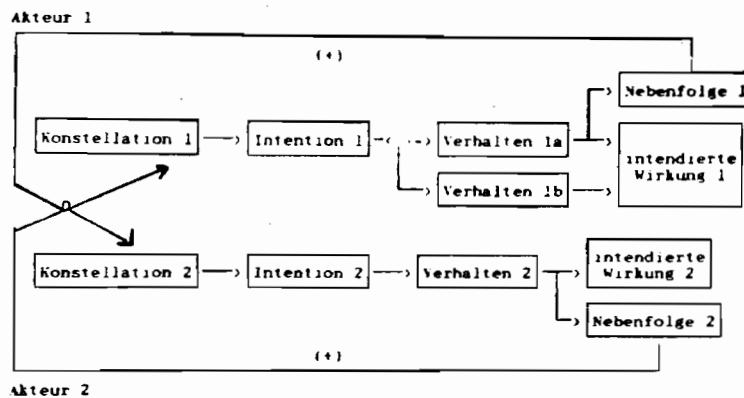 Akteur 1
(+)
Nebenfolge 1
Konstellation 1
Intention 1
Verhalten 1a
intendierte
Wirkung 1
Verhalten 1b
Konstellation 2
Intention 2
Verhalten 2
intendierte
Wirkung 2
Nebenfolge 2
(+)
Akteur 2